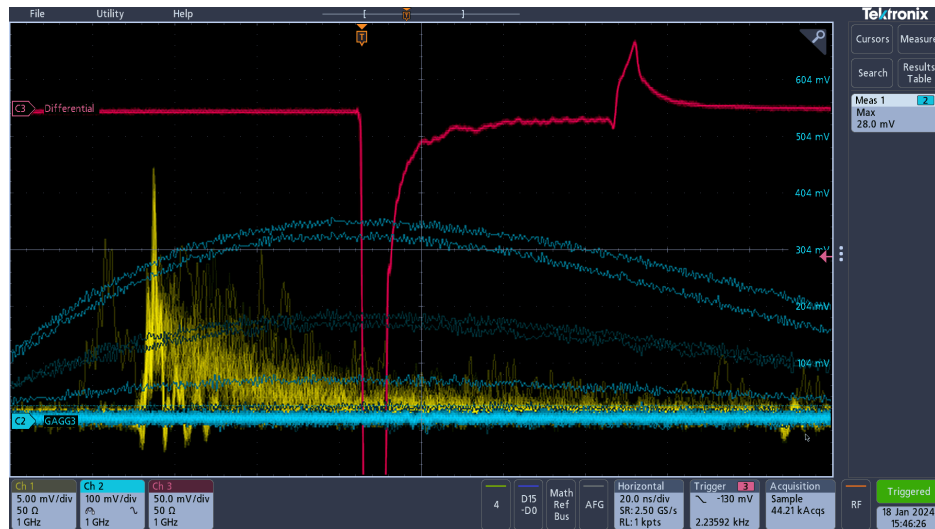 File Utility Help
[ T ]
Tektronix
T
Cursors Measure
Search Results Table
Meas 1 2
Max
28.0 mV
604 mV
C3 Differential
504 mV
404 mV
304 mV
204 mV
104 mV
C2 GAGG3
Ch 1
5.00 mV/div
50 Ω
1 GHz
Ch 2
100 mV/div
50 Ω
1 GHz
Ch 3
50.0 mV/div
50 Ω
1 GHz
4
D15
-D0
Math
Ref
Bus
AFG
Horizontal
20.0 ns/div
SR: 2.50 GS/s
RL: 1 kpts
Trigger 3
-130 mV
2.23592 kHz
Acquisition
Sample
44.21 kAcqs
RF
Triggered
18 Jan 2024
15:46:26